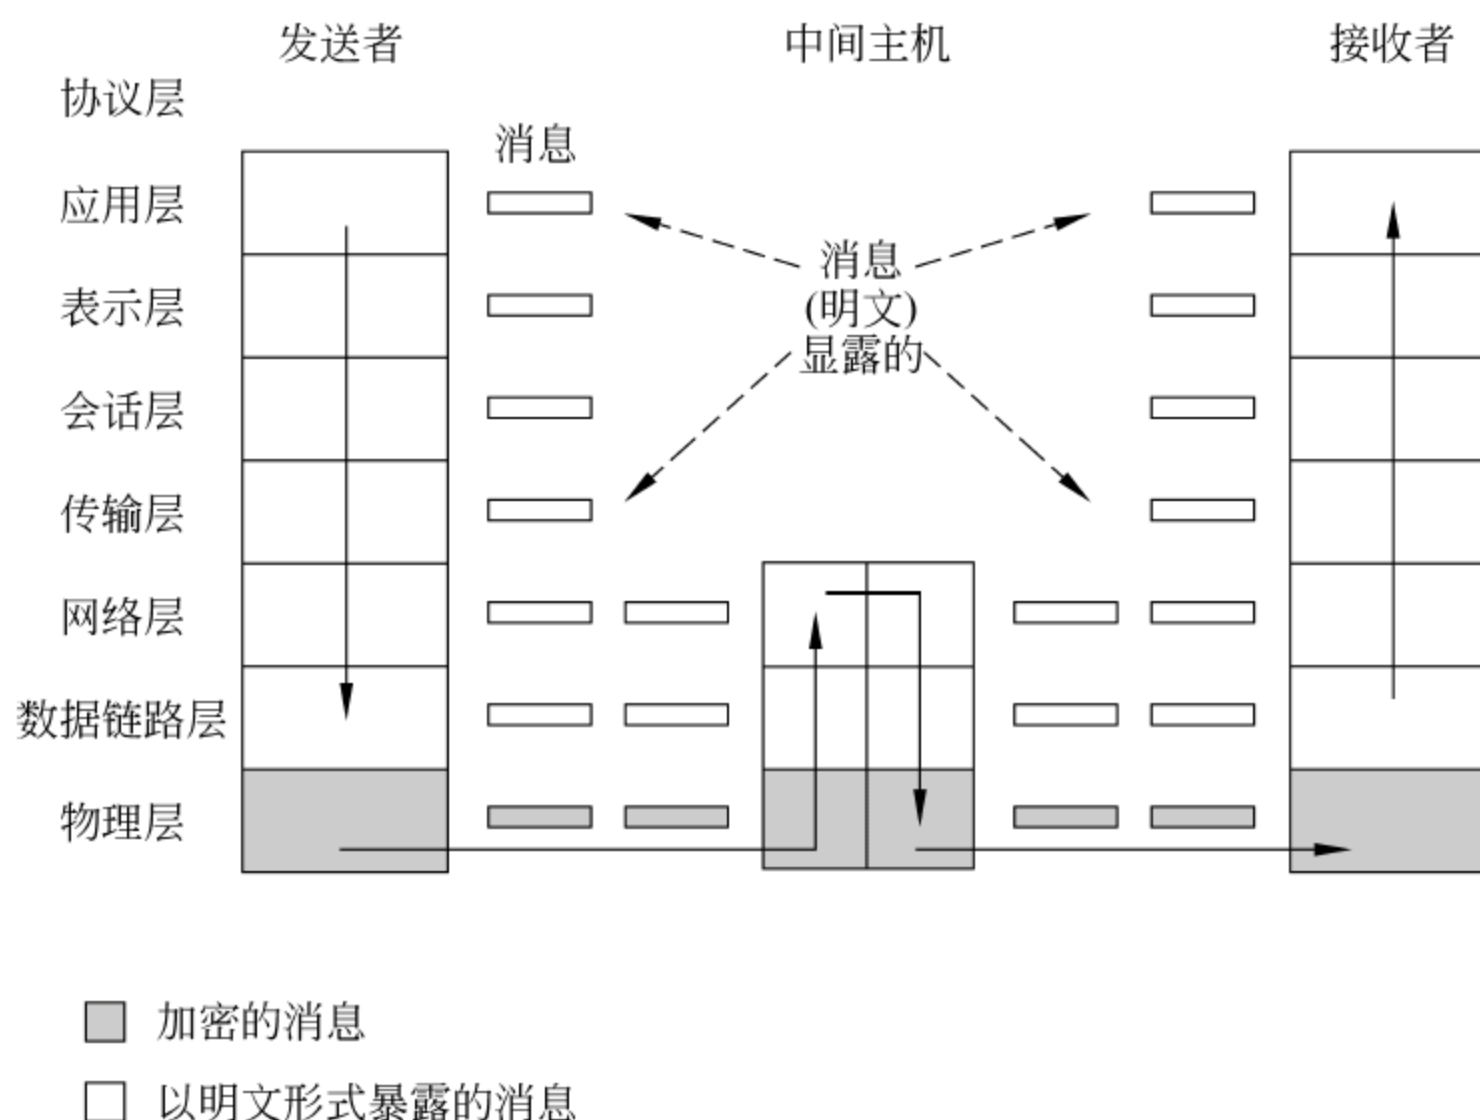 发送者 中间主机 接收者
协议层
消息
应用层
消息
(明文)
显露的
表示层
会话层
传输层
网络层
数据链路层
物理层
加密的消息
以明文形式暴露的消息